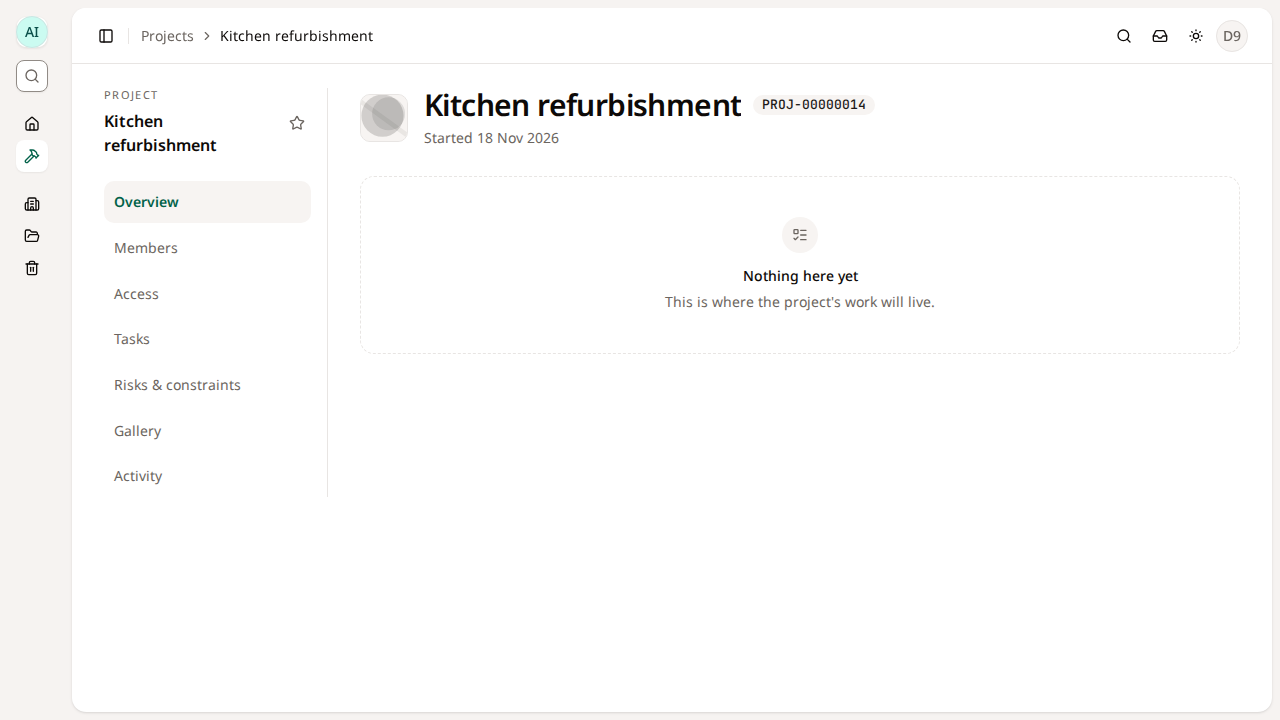 AI
Projects
Kitchen refurbishment
D9
PROJECT
Kitchen
refurbishment
Overview
Members
Access
Tasks
Risks & constraints
Gallery
Activity
Kitchen refurbishment
PROJ-00000014
Started 18 Nov 2026
Nothing here yet
This is where the project's work will live.